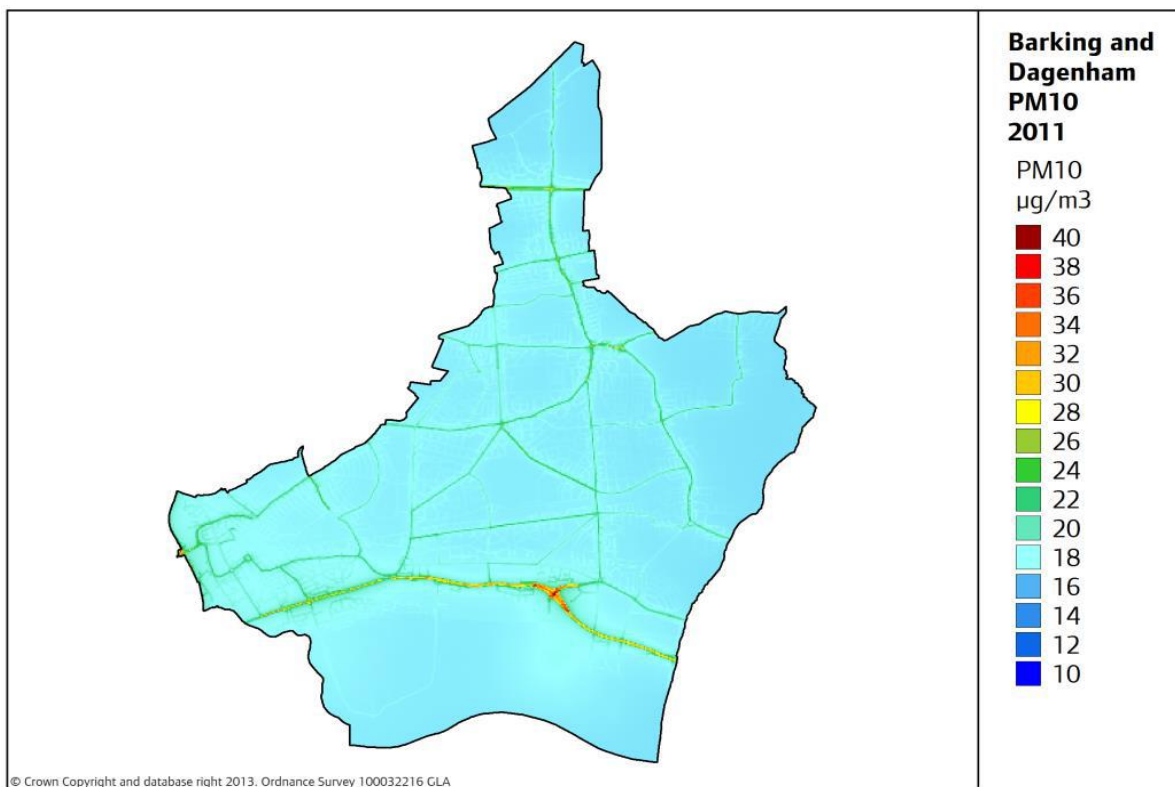 Barking and
Dagenham
PM10
2011
PM10
µg/m3
40
38
36
34
32
30
28
26
24
22
20
18
16
14
12
10
© Crown Copyright and database right 2013. Ordnance Survey 100032216 GLA